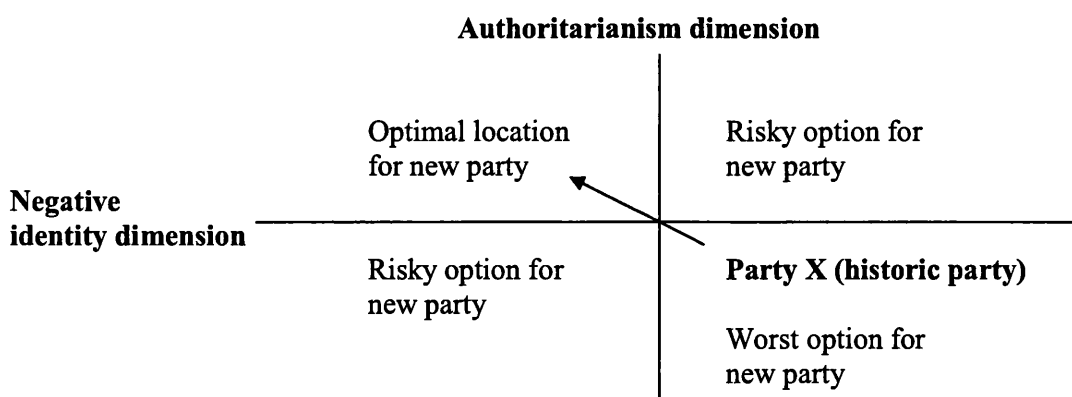 Authoritarianism dimension
Optimal location
for new party
Risky option for
new party
Negative
identity dimension
Risky option for
new party
Party X (historic party)
Worst option for
new party